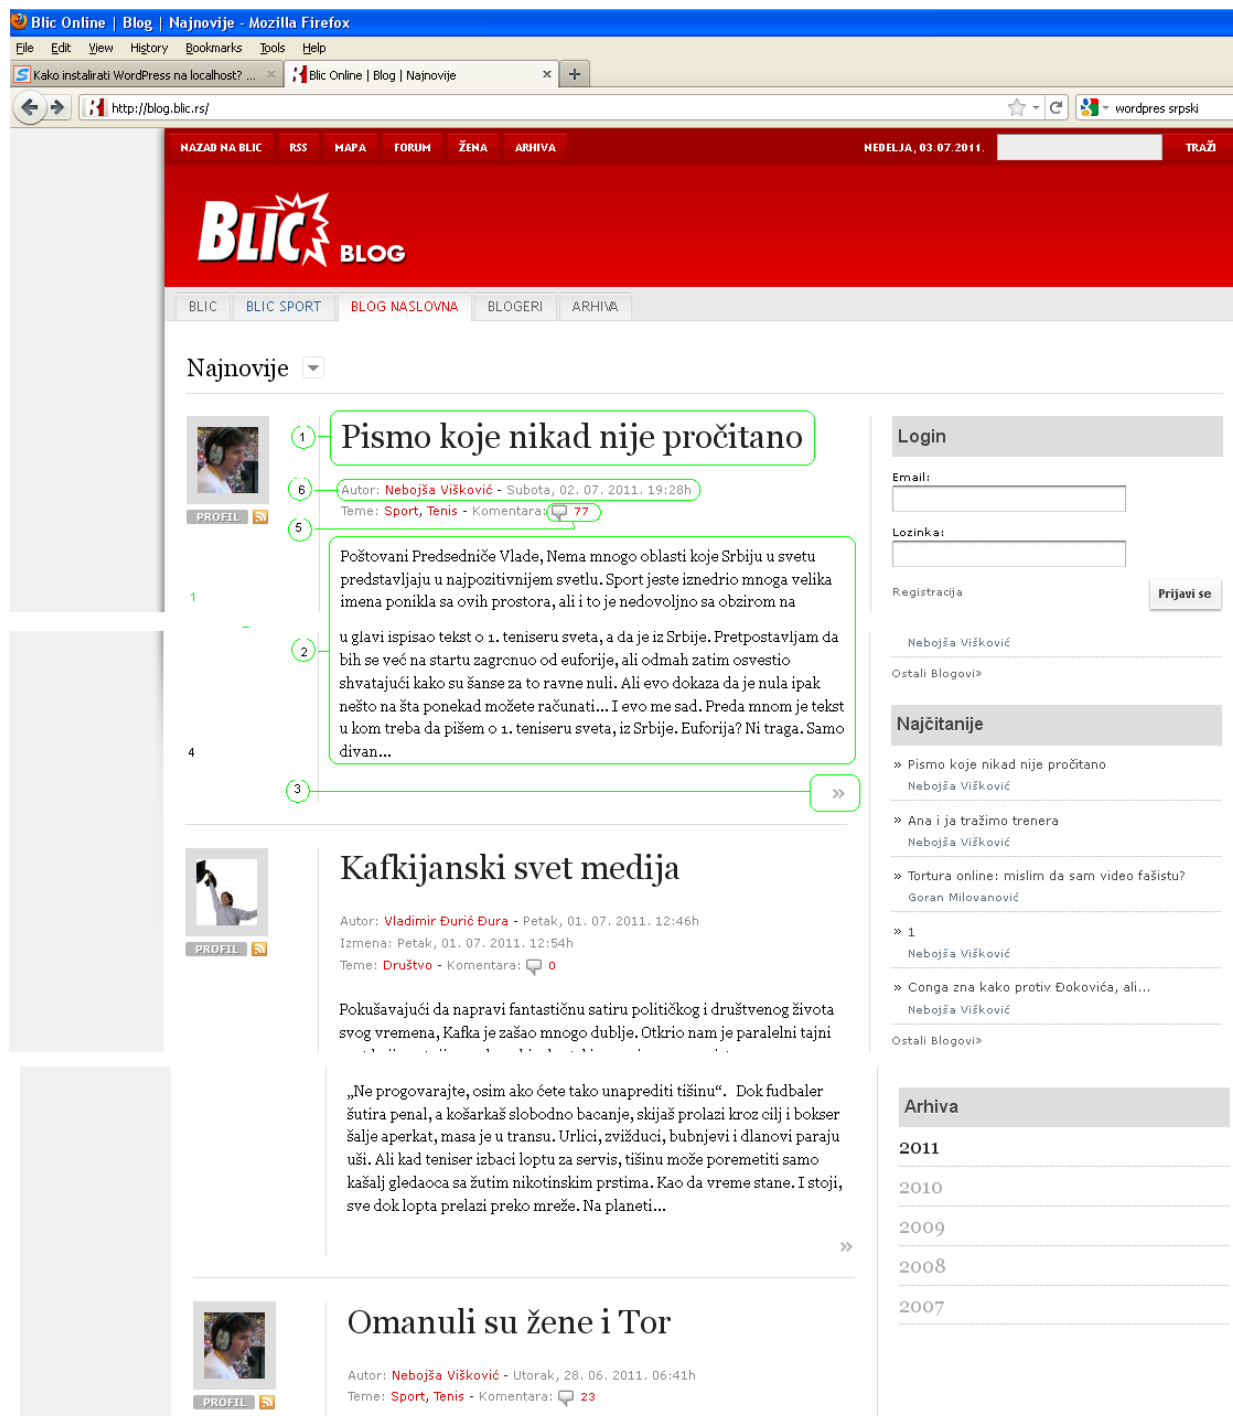 Blic Online | Blog | Najnovije - Mozilla Firefox
File Edit View History Bookmarks Tools Help
Kako instalirati WordPress na localhost? ... × Blic Online | Blog | Najnovije × +
http://blog.blic.rs/ wordpres srpski
NAZAD NA BLIC RSS MAPA FORUM ŽENA ARHIVA NEDELJA, 03.07.2011. TRAŽI
BLIC BLOG
BLIC BLIC SPORT BLOG NASLOVNA BLOGERI ARHIVA
Najnovije
1 Pismo koje nikad nije pročitano
6 Autor: Nebojša Višković - Subota, 02. 07. 2011. 19:28h
PROFIL
Teme: Sport, Tenis - Komentara: 77
5
Poštovani Predsedniče Vlade, Nema mnogo oblasti koje Srbiju u svetu
predstavljaju u najpozitivnijem svetlu. Sport jeste iznedrio mnoga velika
1
imena ponikla sa ovih prostora, ali i to je nedovoljno sa obzirom na
u glavi ispisao tekst o 1. teniseru sveta, a da je iz Srbije. Pretpostavljam da
2
bih se već na startu zagrcnuo od euforije, ali odmah zatim osvestio
shvatajući kako su šanse za to ravne nuli. Ali evo dokaza da je nula ipak
nešto na šta ponekad možete računati... I evo me sad. Preda mnom je tekst
u kom treba da pišem o 1. teniseru sveta, iz Srbije. Euforija? Ni traga. Samo
4
divan...
3 »
Kafkijanski svet medija
Autor: Vladimir Đurić Đura - Petak, 01. 07. 2011. 12:46h
Izmena: Petak, 01. 07. 2011. 12:54h
PROFIL
Teme: Društvo - Komentara: 0
Pokušavajući da napravi fantastičnu satiru političkog i društvenog života
svog vremena, Kafka je zašao mnogo dublje. Otkrio nam je paralelni tajni
„Ne progovarajte, osim ako ćete tako unaprediti tišinu“. Dok fudbaler
šutira penal, a košarkaš slobodno bacanje, skijaš prolazi kroz cilj i bokser
šalje aperkat, masa je u transu. Urlici, zvižduci, bubnjevi i dlanovi paraju
uši. Ali kad teniser izbaci loptu za servis, tišinu može poremetiti samo
kašalj gledaoca sa žutim nikotinskim prstima. Kao da vreme stane. I stoji,
sve dok lopta prelazi preko mreže. Na planeti...
»
Omanuli su žene i Tor
Autor: Nebojša Višković - Utorak, 28. 06. 2011. 06:41h
PROFIL
Teme: Sport, Tenis - Komentara: 23
Login
Email:
Lozinka:
Registracija Prijavi se
Nebojša Višković
Ostali Blogovi»
Najčitanije
» Pismo koje nikad nije pročitano
Nebojša Višković
» Ana i ja tražimo trenera
Nebojša Višković
» Tortura online: mislim da sam video fašistu?
Goran Milovanović
» 1
Nebojša Višković
» Conga zna kako protiv Đokovića, ali...
Nebojša Višković
Ostali Blogovi»
Arhiva
2011
2010
2009
2008
2007